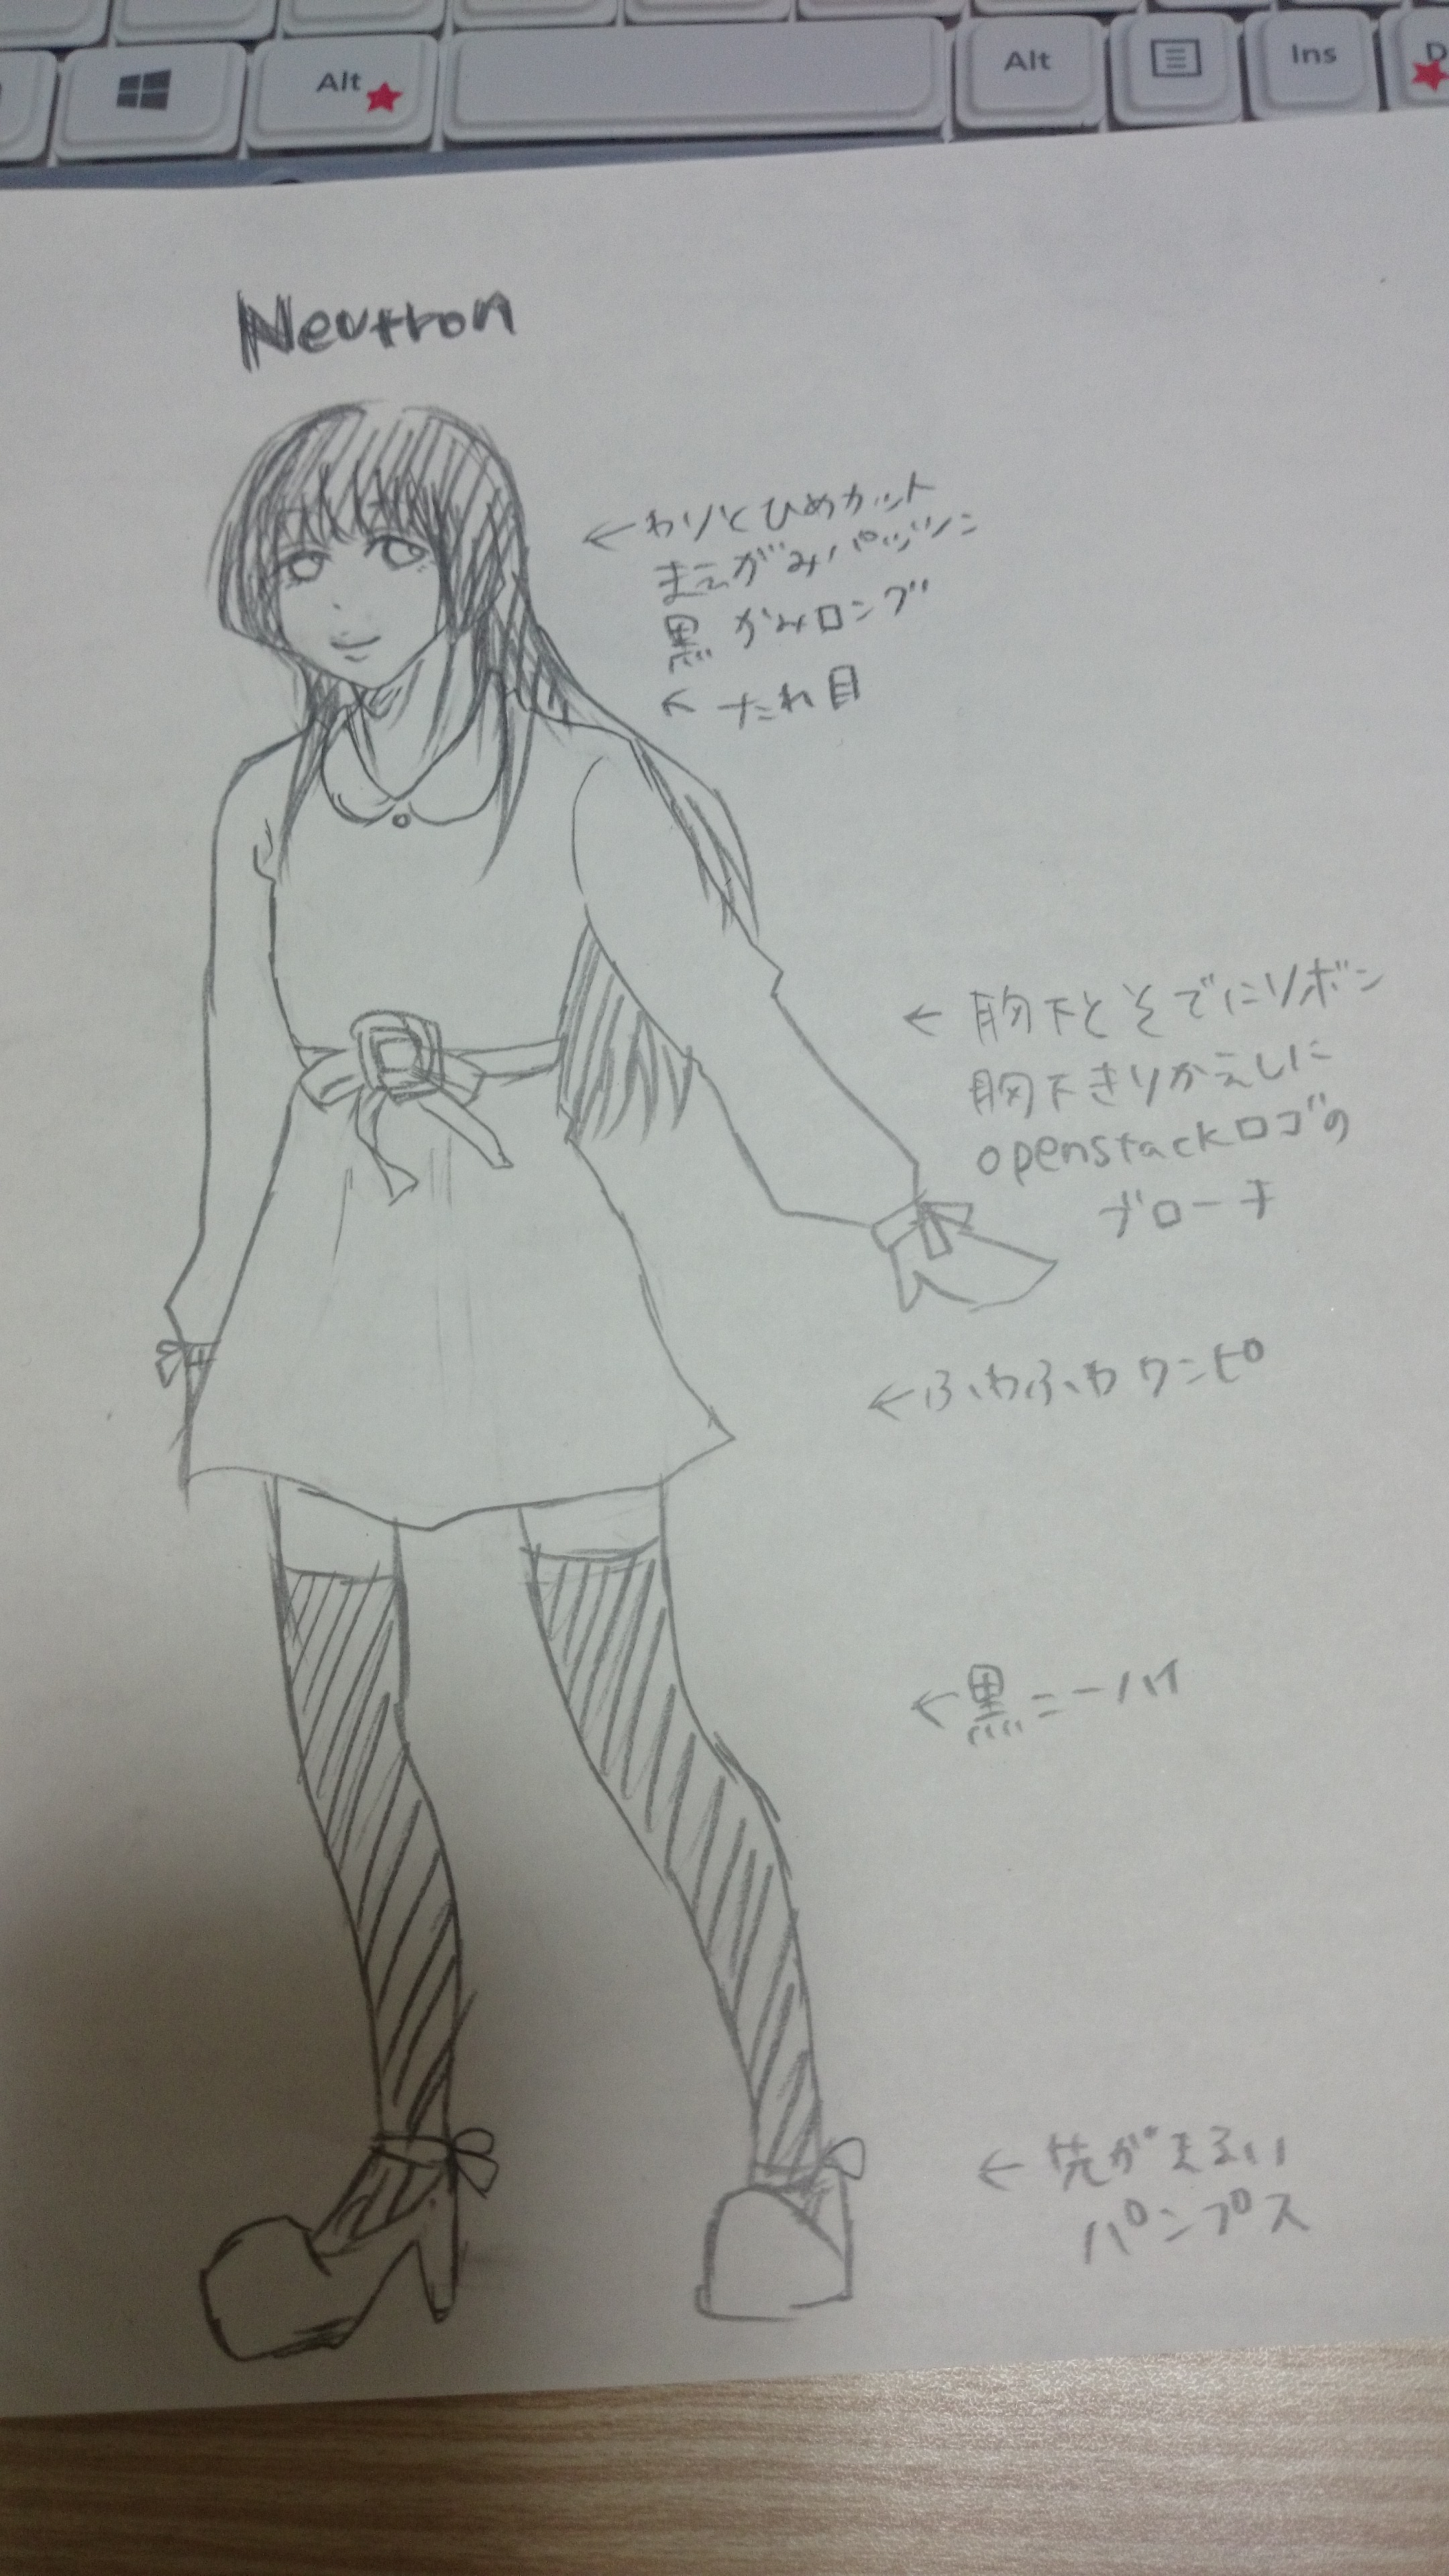 Alt
Alt
Ins
D
Neutron
←わりとひめカット
まえがみパッツン
黒かみロング
←たれ目
←胸下とそでにリボン
胸下きりかえしに
openstackロゴの
ブローチ
←ふわふわワンピ
←黒ニーハイ
←先がまるい
パンプス